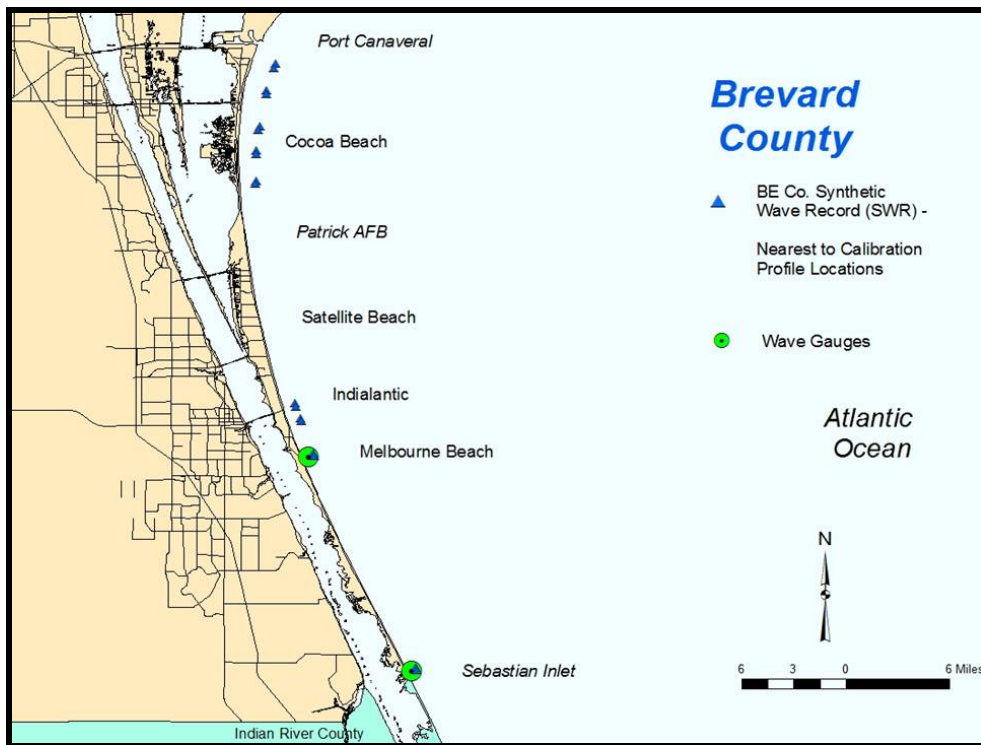 Port Canaveral
Brevard
County
Cocoa Beach
BE Co. Synthetic
Wave Record (SWR) -
Patrick AFB
Nearest to Calibration
Profile Locations
Satellite Beach
Wave Gauges
Indialantic
Atlantic
Ocean
Melbourne Beach
N
Sebastian Inlet
6 3 0 6 Miles
Indian River County